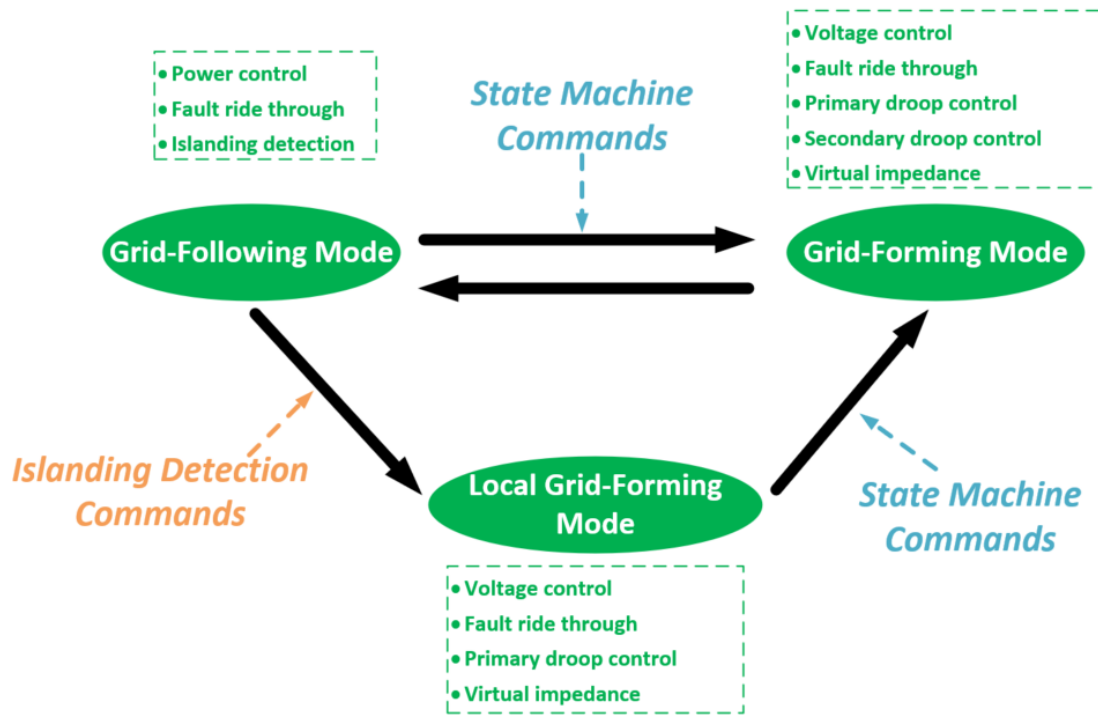 • Power control
• Fault ride through
• Islanding detection
State Machine
Commands
• Voltage control
• Fault ride through
• Primary droop control
• Secondary droop control
• Virtual impedance
Grid-Following Mode
Grid-Forming Mode
Islanding Detection
Commands
Local Grid-Forming
Mode
State Machine
Commands
• Voltage control
• Fault ride through
• Primary droop control
• Virtual impedance